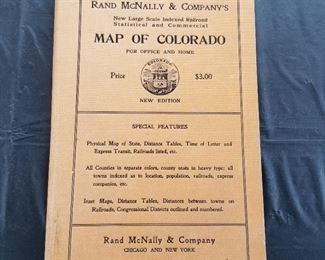 RAND MCNALLY & COMPANY'S
New Large Scale Indexed Railroad
Statistical and Commercial
MAP OF COLORADO
FOR OFFICE AND HOME
Price $3.00
COLORADO
NEW EDITION
SPECIAL FEATURES
Physical Map of State, Distance Tables, Time of Letter and
Express Transit, Railroads listed, etc.
All Counties in separate colors, county seats in heavy type: all
towns indexed as to location, population, railroads, express
companies, etc.
Inset Maps, Distance Tables, Distances between towns on
Railroads, Congressional Districts outlined and numbered.
Rand McNally & Company
CHICAGO AND NEW YORK